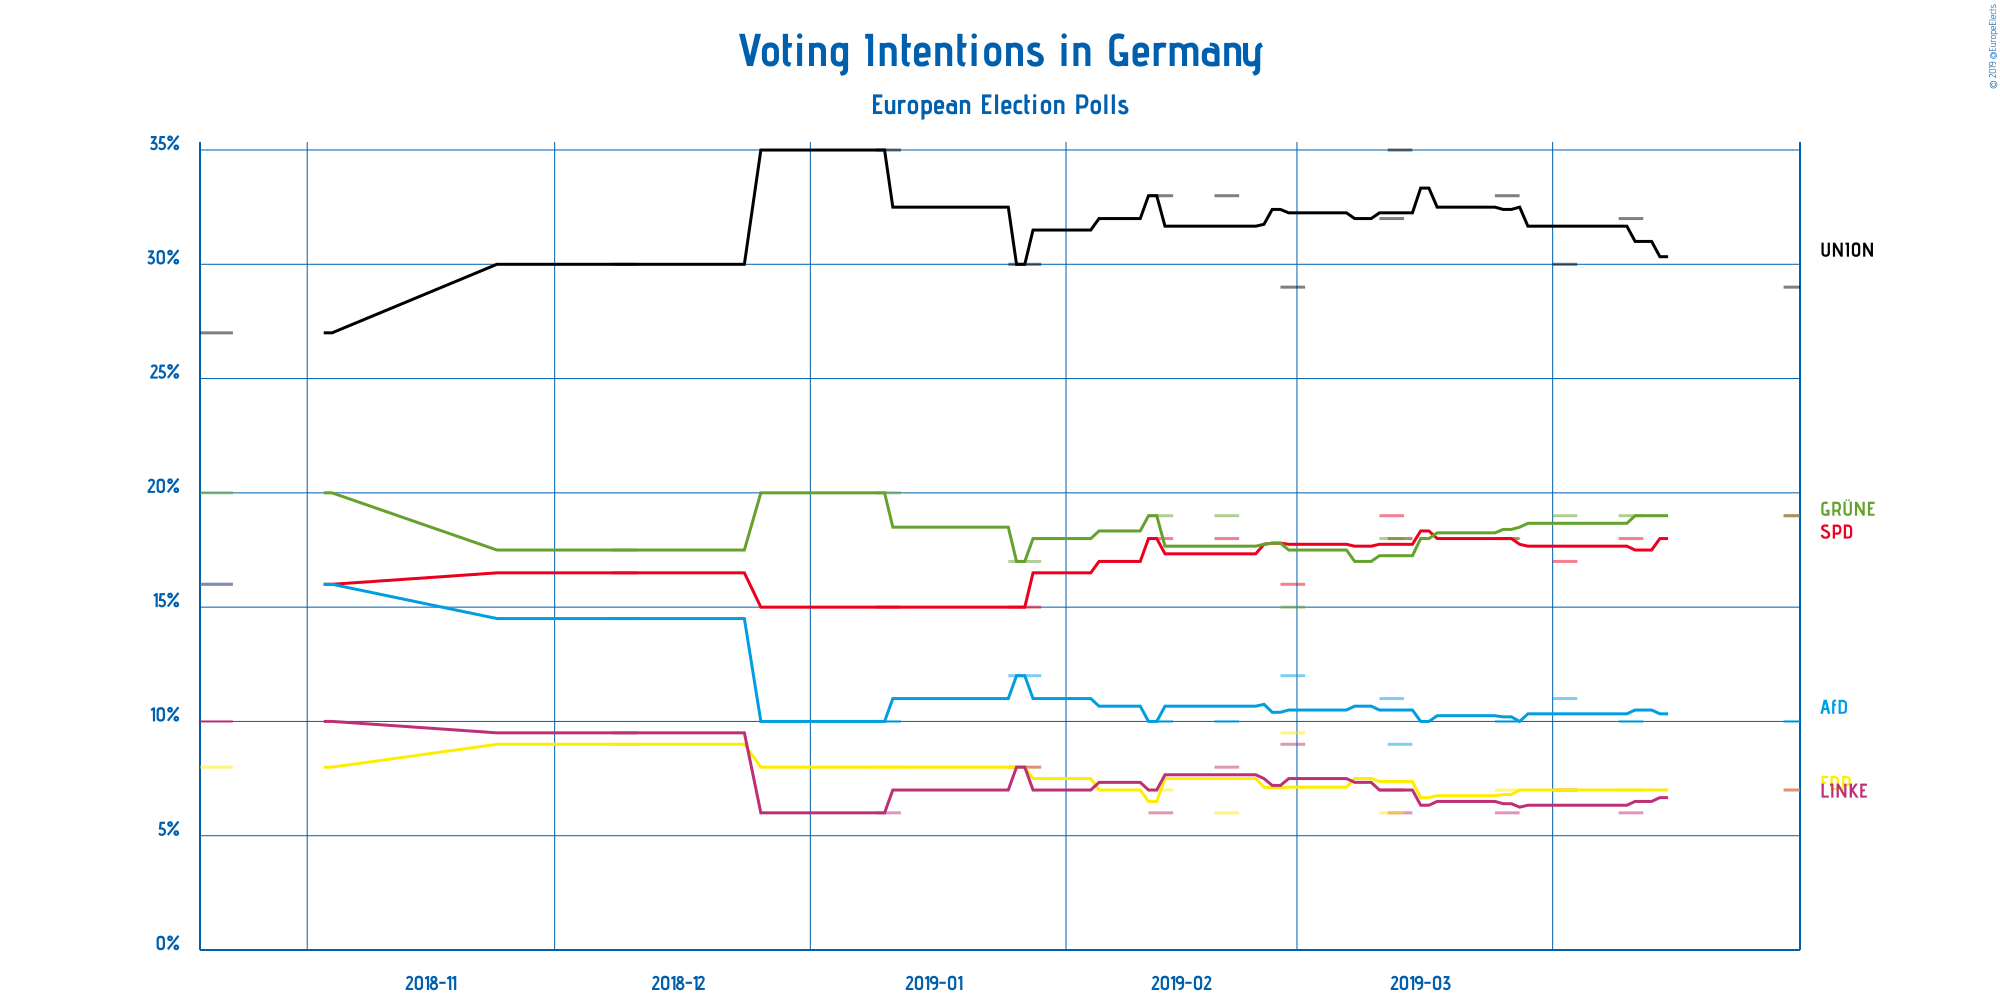 © 2019 @EuropeElects
Voting Intentions in Germany
European Election Polls
35%
30%
25%
20%
15%
10%
5%
0%
UNION
GRÜNE
SPD
AfD
FDP
LINKE
2018-11
2018-12
2019-01
2019-02
2019-03